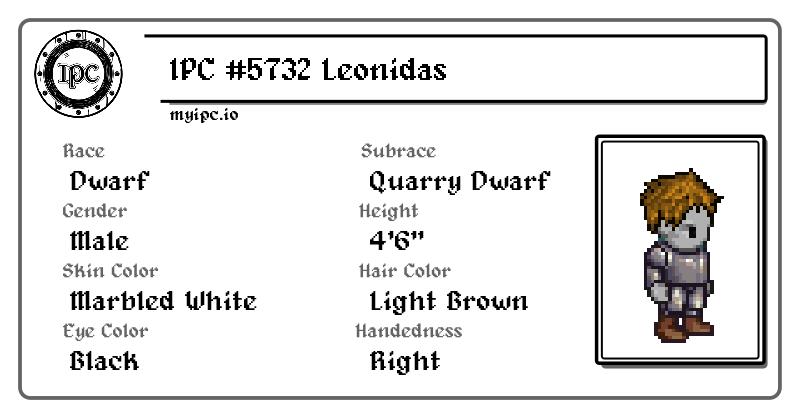 IPC
IPC #5732 Leonidas
myipc.io
Race
Dwarf
Subrace
Quarry Dwarf
Gender
Male
Height
4'6"
Skin Color
Marbled White
Hair Color
Light Brown
Eye Color
Black
Handedness
Right